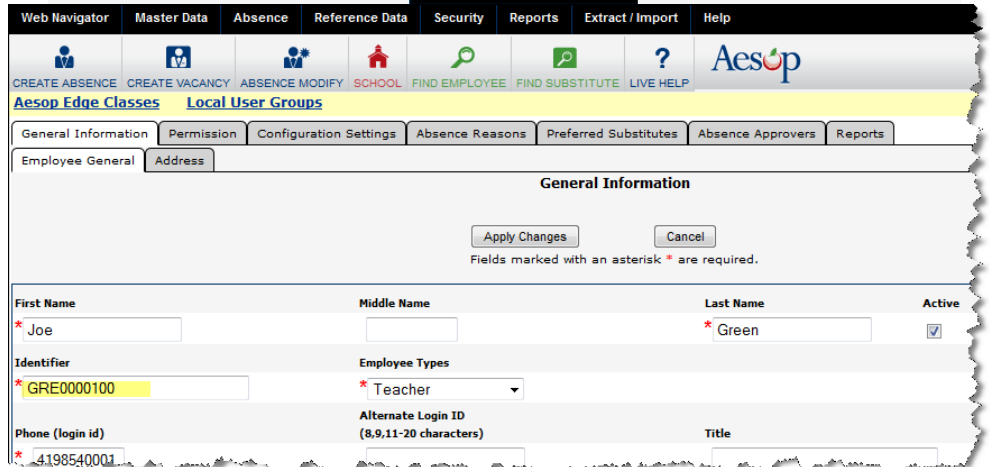 Web Navigator Master Data Absence Reference Data Security Reports Extract / Import Help
CREATE ABSENCE CREATE VACANCY ABSENCE MODIFY SCHOOL FIND EMPLOYEE FIND SUBSTITUTE ? LIVE HELP Aesop
Aesop Edge Classes Local User Groups
General Information Permission Configuration Settings Absence Reasons Preferred Substitutes Absence Approvers Reports
Employee General Address
General Information
Apply Changes Cancel
Fields marked with an asterisk * are required.
First Name Middle Name Last Name Active
* Joe * Green
Identifier Employee Types
* GRE0000100 * Teacher
Alternate Login ID
Phone (login id) (8,9,11-20 characters) Title
* 4198540001